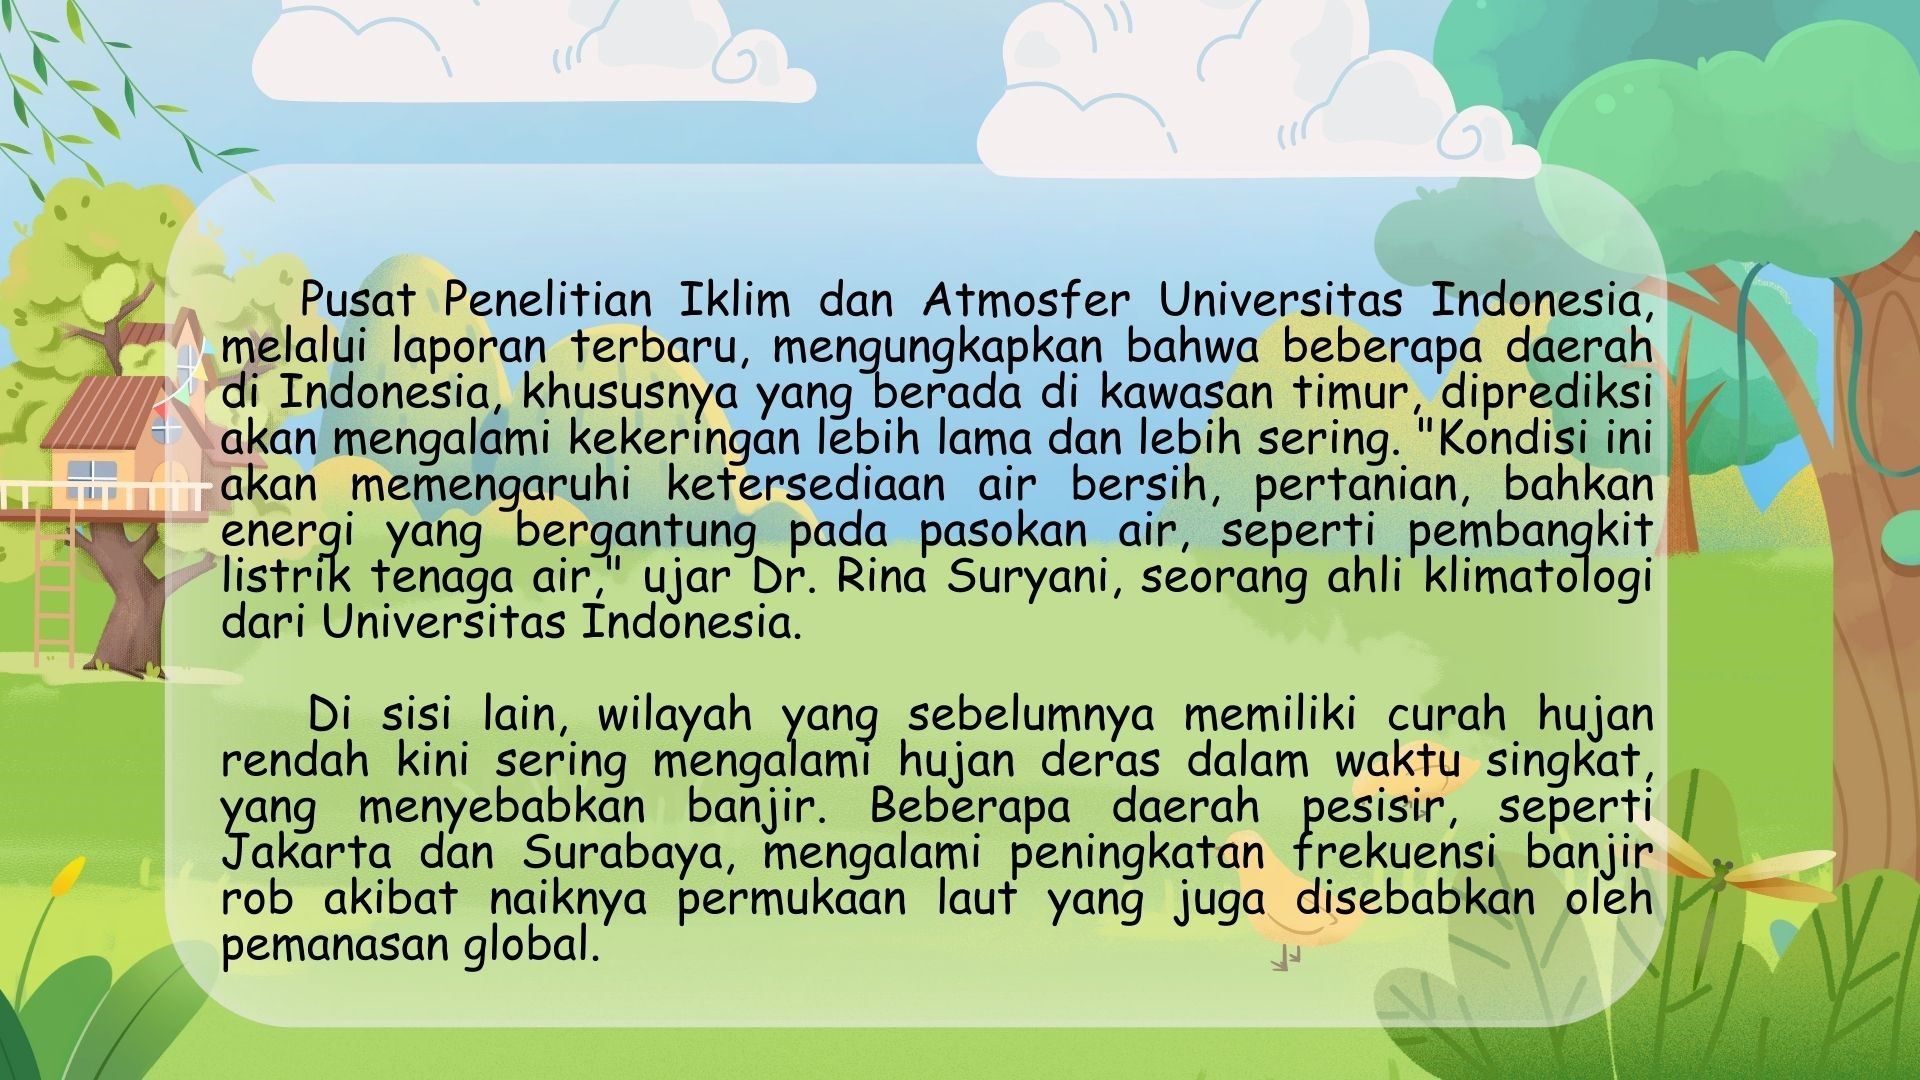 Pusat Penelitian Iklim dan Atmosfer Universitas Indonesia,
melalui laporan terbaru, mengungkapkan bahwa beberapa daerah
di Indonesia, khususnya yang berada di kawasan timur, diprediksi
akan mengalami kekeringan lebih lama dan lebih sering. "Kondisi ini
akan memengaruhi ketersediaan air bersih, pertanian, bahkan
energi yang bergantung pada pasokan air, seperti pembangkit
listrik tenaga air," ujar Dr. Rina Suryani, seorang ahli klimatologi
dari Universitas Indonesia.
Di sisi lain, wilayah yang sebelumnya memiliki curah hujan
rendah kini sering mengalami hujan deras dalam waktu singkat,
yang menyebabkan banjir. Beberapa daerah pesisir, seperti
Jakarta dan Surabaya, mengalami peningkatan frekuensi banjir
rob akibat naiknya permukaan laut yang juga disebabkan oleh
pemanasan global.